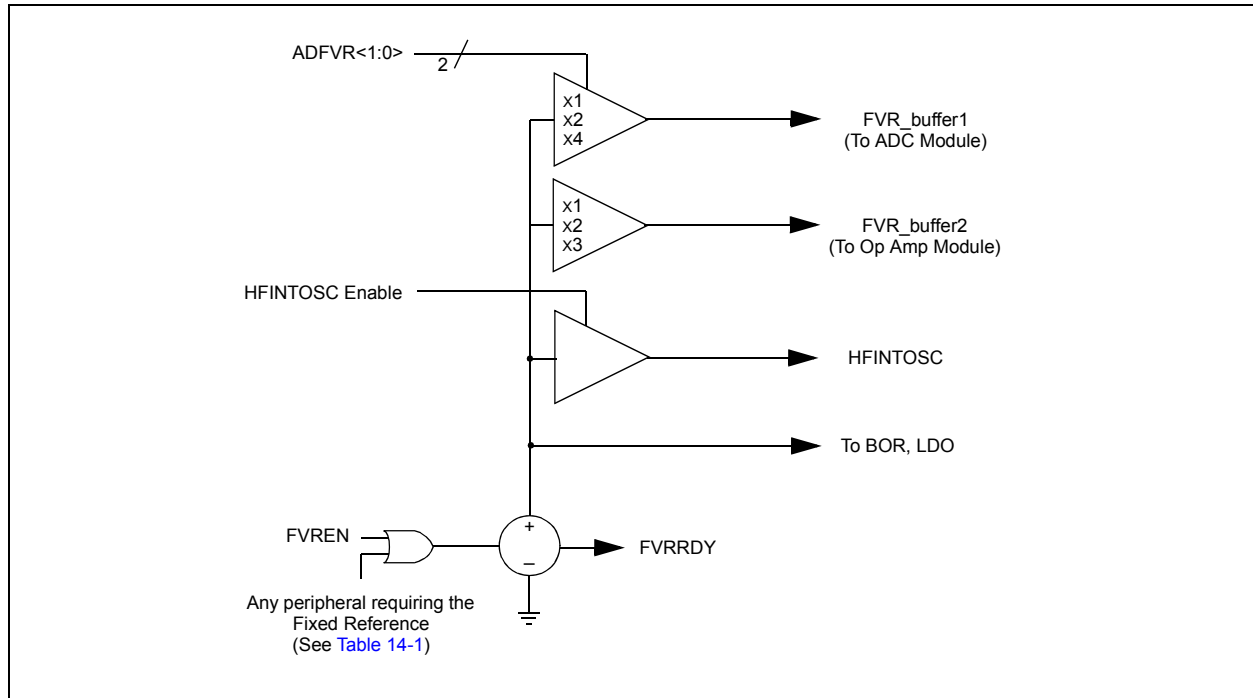 ADFVR<1:0>
2
X1
X2
X4
FVR_buffer1
(To ADC Module)
X1
X2
X3
FVR_buffer2
(To Op Amp Module)
HFINTOSC Enable
HFINTOSC
To BOR, LDO
FVREN
+
–
FVRRDY
Any peripheral requiring the
Fixed Reference
(See Table 14-1)